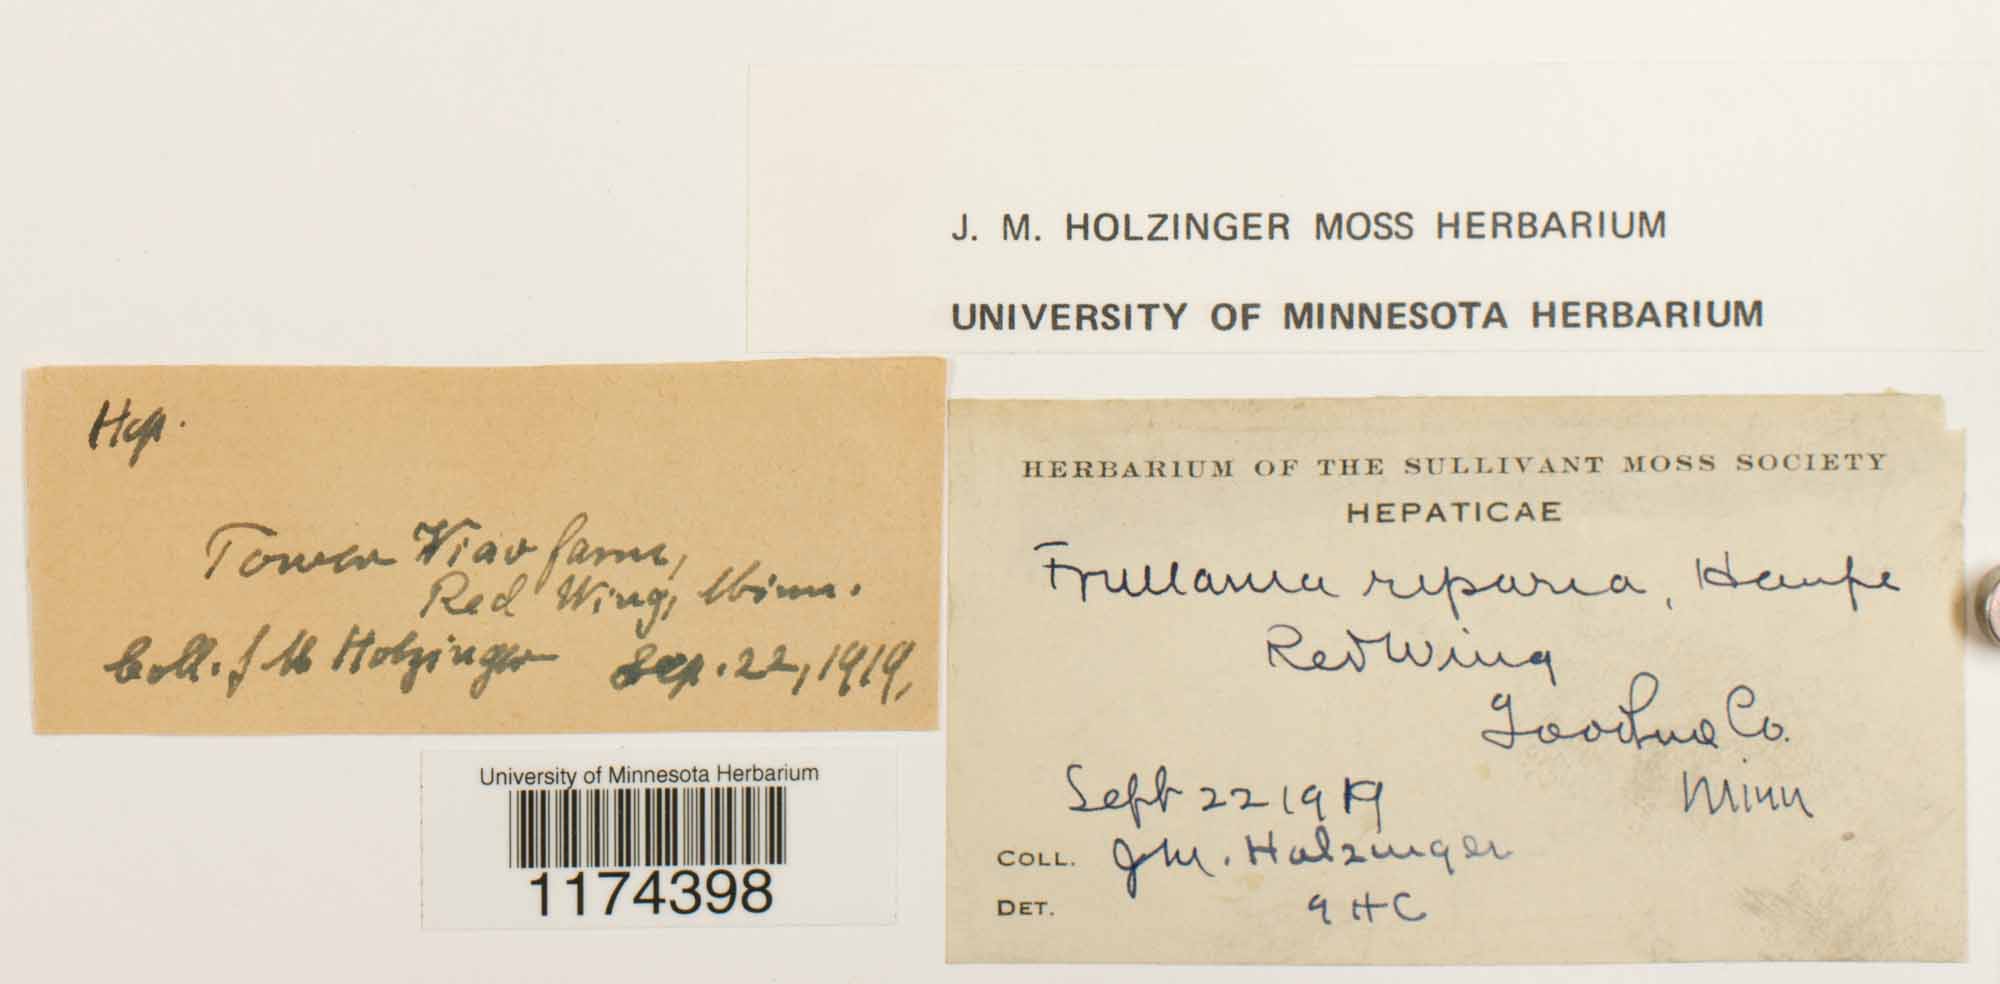 J. M. HOLZINGER MOSS HERBARIUM
UNIVERSITY OF MINNESOTA HERBARIUM
Hep.
Tower View farm,
Red Wing, Minn.
Coll. J M Holzinger Sep. 22, 1919,
University of Minnesota Herbarium
1174398
HERBARIUM OF THE SULLIVANT MOSS SOCIETY
HEPATICAE
Frullania riparia, Hampe
Red Wing
Goodhue Co.
Sept 22 1919 Minn
COLL. J M. Holzinger
DET. G H C